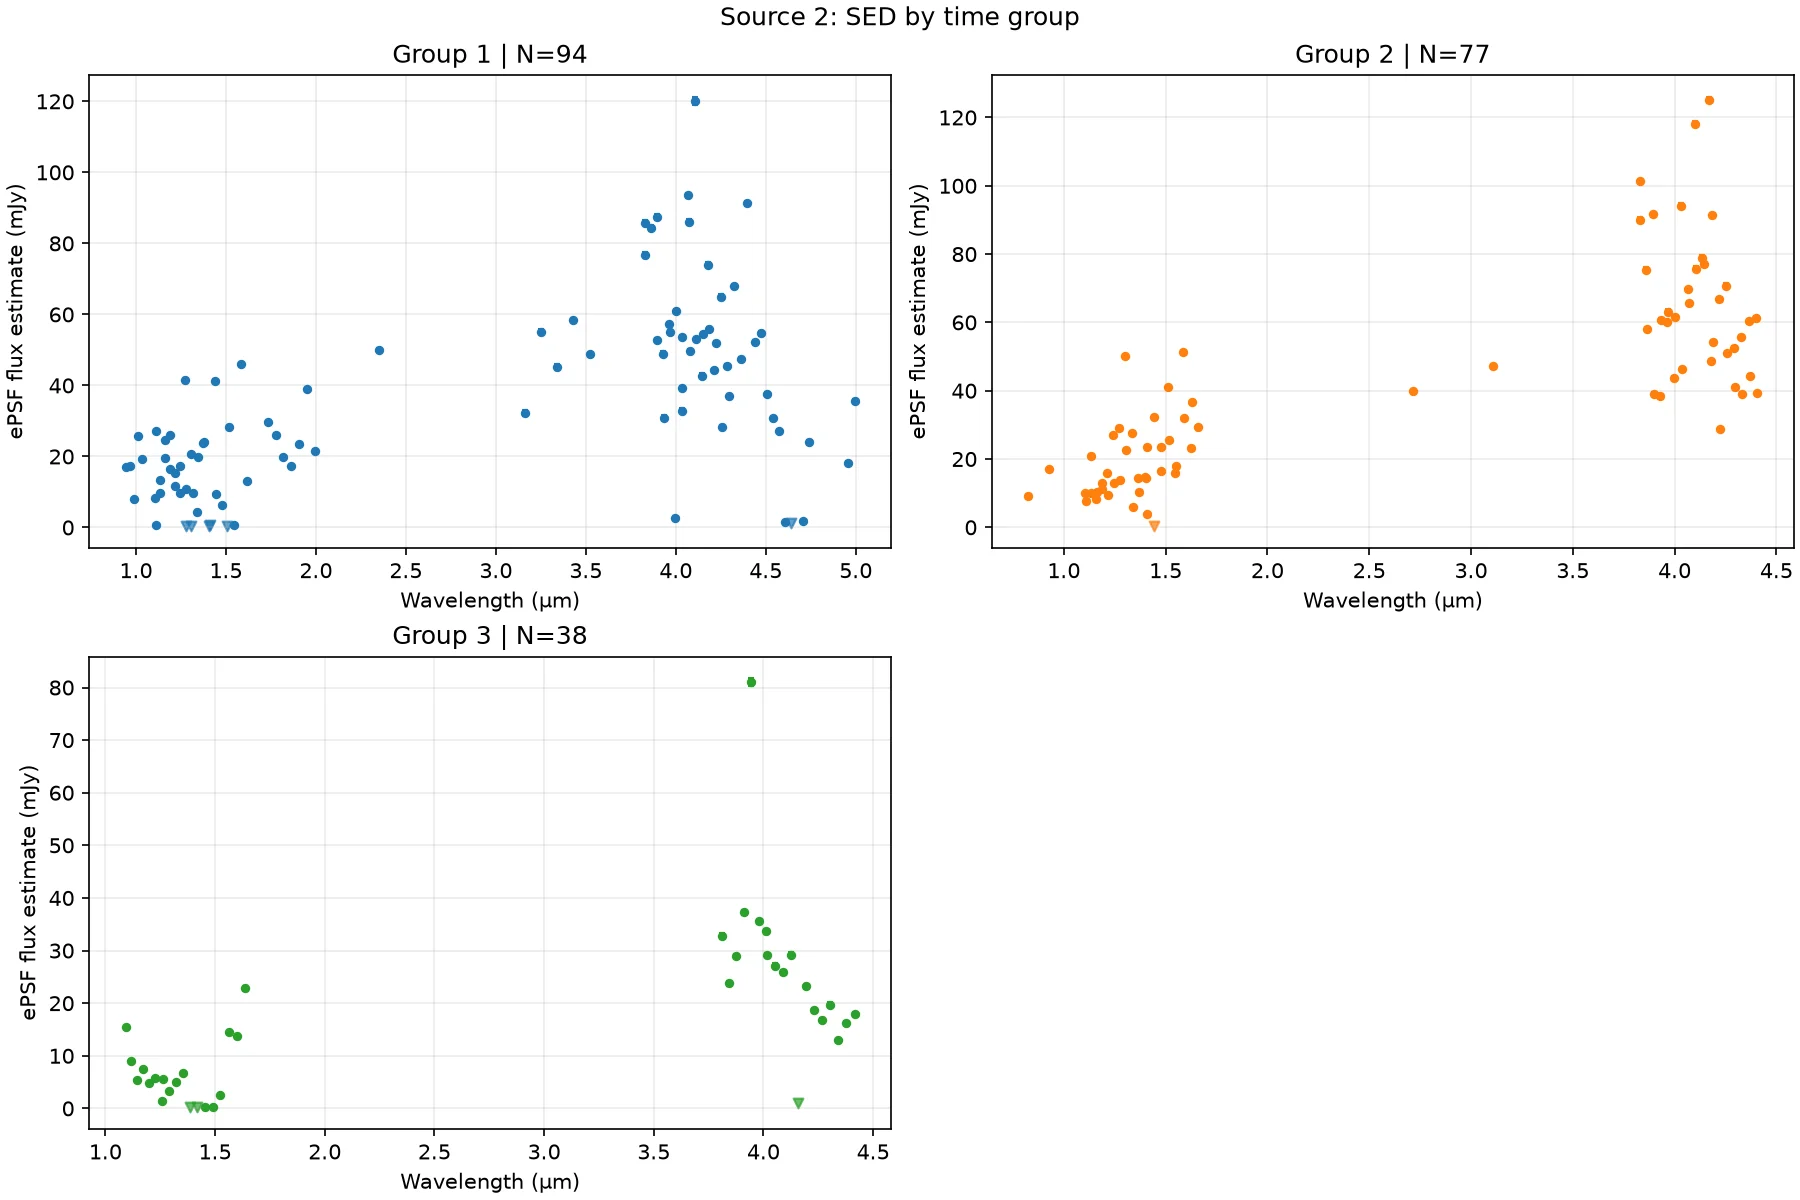 Source 2: SED by time group
Group 1 | N=94
ePSF flux estimate (mJy)
120
100
80
60
40
20
0
1.0 1.5 2.0 2.5 3.0 3.5 4.0 4.5 5.0
Wavelength (μm)
Group 2 | N=77
ePSF flux estimate (mJy)
120
100
80
60
40
20
0
1.0 1.5 2.0 2.5 3.0 3.5 4.0 4.5
Wavelength (μm)
Group 3 | N=38
ePSF flux estimate (mJy)
80
70
60
50
40
30
20
10
0
1.0 1.5 2.0 2.5 3.0 3.5 4.0 4.5
Wavelength (μm)